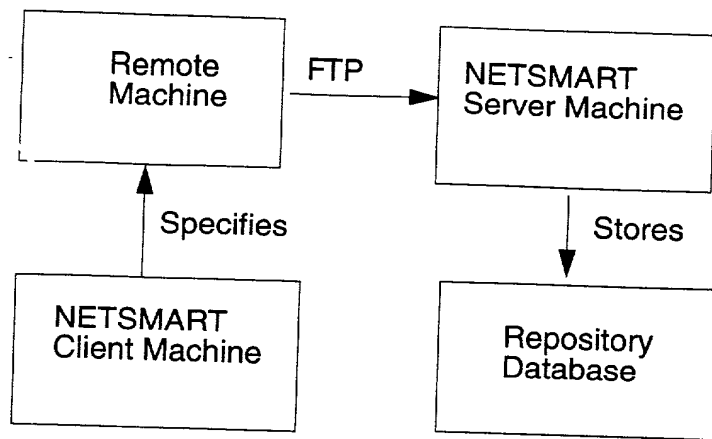 Remote
Machine
FTP
NETSMART
Server Machine
Specifies
Stores
NETSMART
Client Machine
Repository
Database